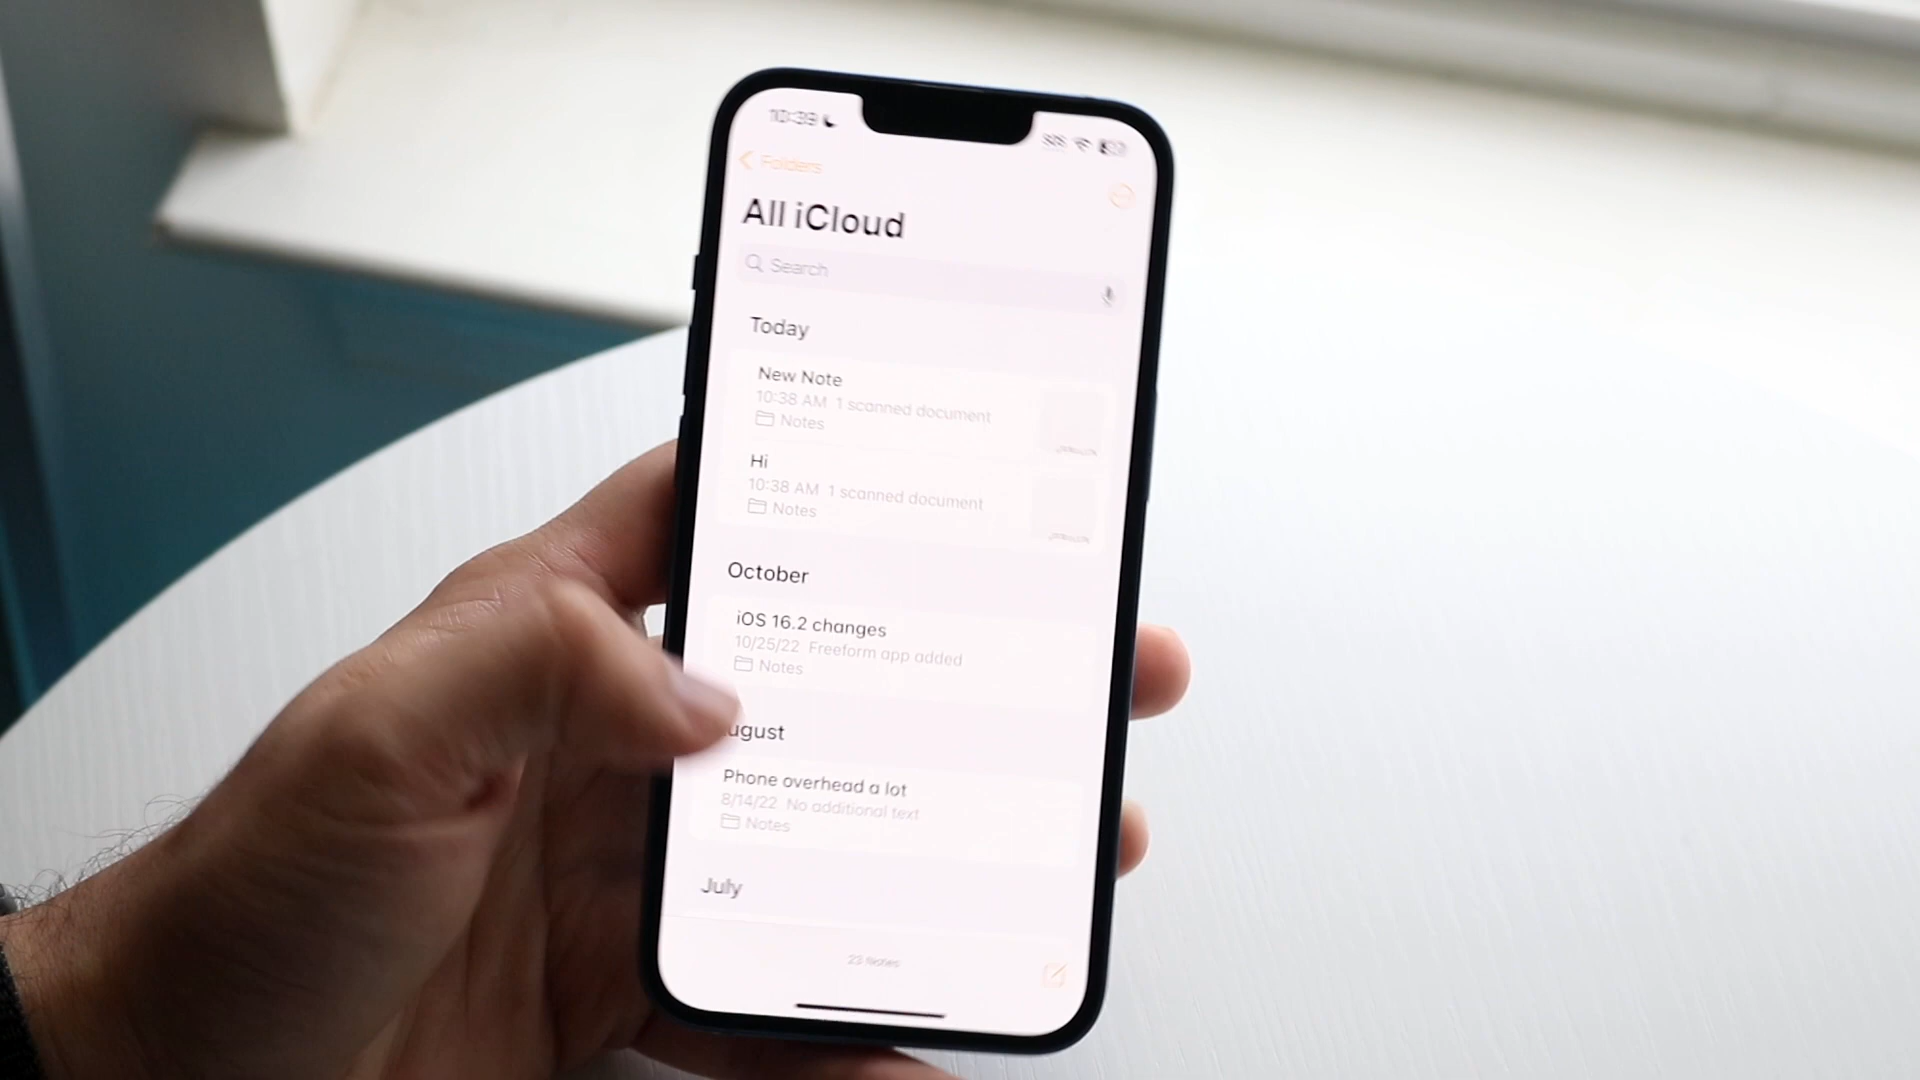 10:39
SOS
Folders
All iCloud
Search
Today
New Note
10:38 AM 1 scanned document
Notes
Hi
10:38 AM 1 scanned document
Notes
October
iOS 16.2 changes
10/25/22 Freeform app added
Notes
ugust
Phone overhead a lot
8/14/22 No additional text
Notes
July
23 Notes